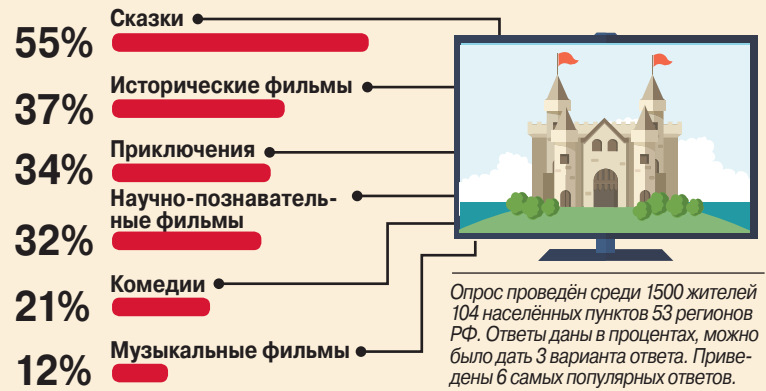 Сказки
55%
Исторические фильмы
37%
Приключения
34%
Научно-познаватель-
ные фильмы
32%
Комедии
21%
Музыкальные фильмы
12%
Опрос проведён среди 1500 жителей
104 населённых пунктов 53 регионов
РФ. Ответы даны в процентах, можно
было дать 3 варианта ответа. Приве-
дены 6 самых популярных ответов.